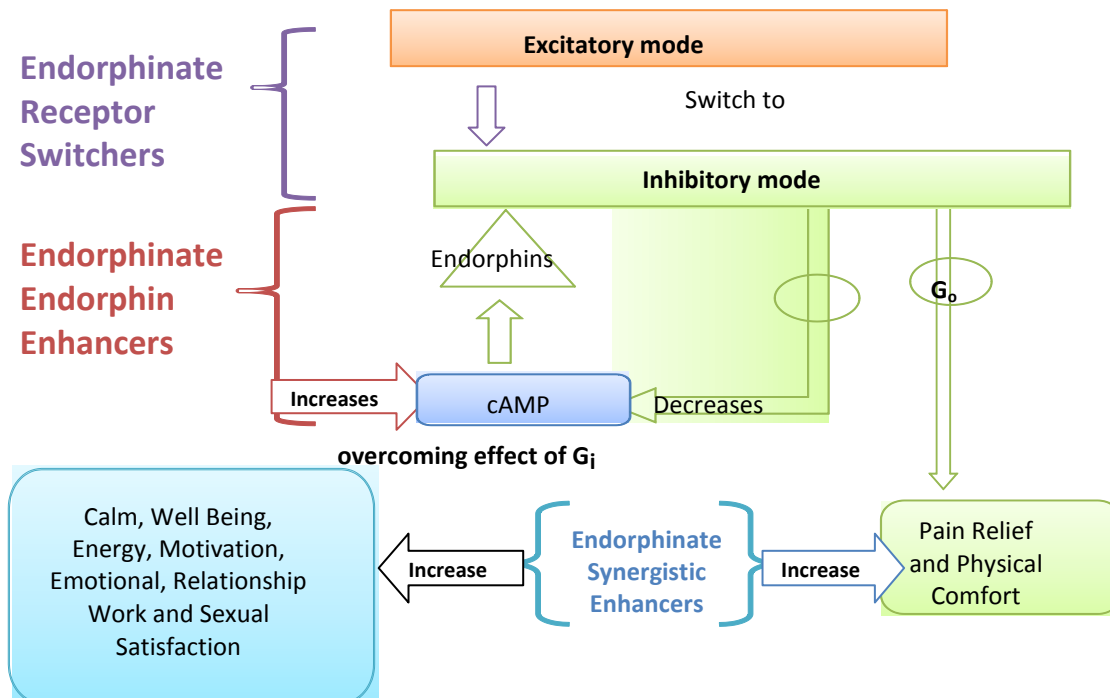 Excitatory mode
Endorphinate
Receptor
Switchers
Switch to
Inhibitory mode
Endorphinate
Endorphin
Enhancers
Endorphins
Go
Increases
cAMP
Decreases
overcoming effect of Gi
Calm, Well Being,
Energy, Motivation,
Emotional, Relationship
Work and Sexual
Satisfaction
Increase
Endorphinate
Synergistic
Enhancers
Increase
Pain Relief
and Physical
Comfort